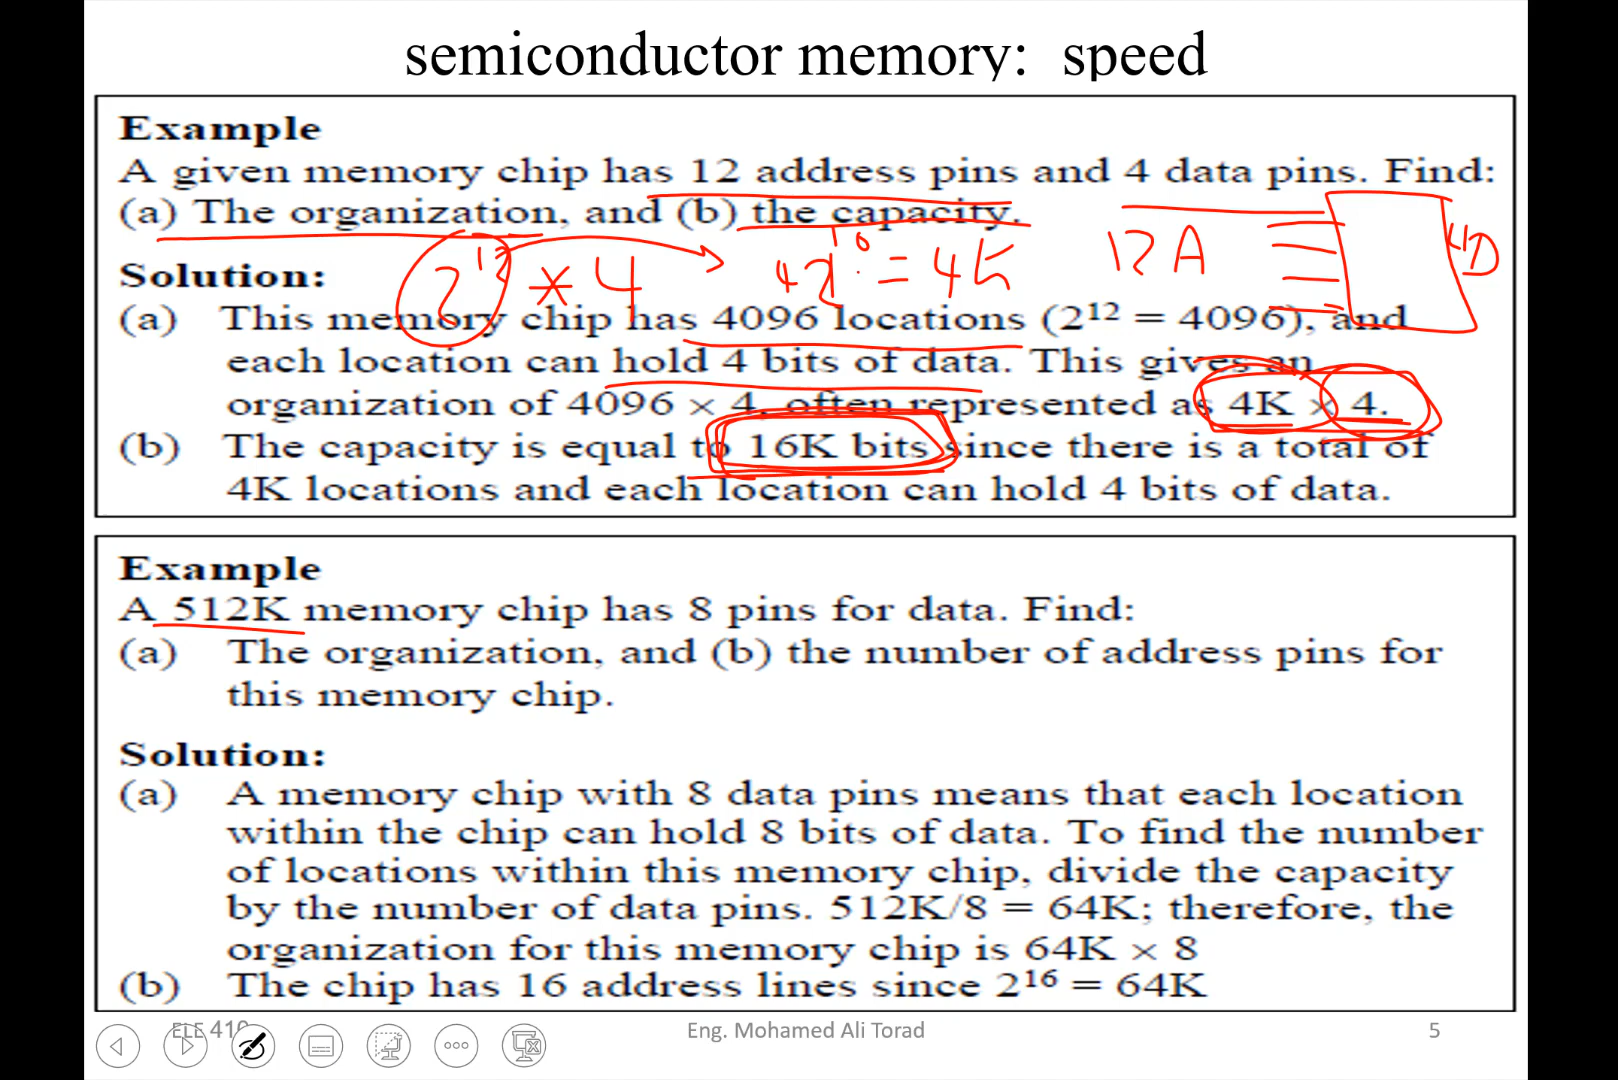 semiconductor memory:  speed
Example
A given memory chip has 12 address pins and 4 data pins. Find:
(a) The organization, and (b) the capacity.
2¹² * 4
= 4K
12 A
4 D
Solution:
(a) This memory chip has 4096 locations (2¹² = 4096), and
each location can hold 4 bits of data. This gives an
organization of 4096 × 4, often represented as 4K × 4.
(b) The capacity is equal to 16K bits since there is a total of
4K locations and each location can hold 4 bits of data.
Example
A 512K memory chip has 8 pins for data. Find:
(a) The organization, and (b) the number of address pins for
this memory chip.
Solution:
(a) A memory chip with 8 data pins means that each location
within the chip can hold 8 bits of data. To find the number
of locations within this memory chip, divide the capacity
by the number of data pins. 512K/8 = 64K; therefore, the
organization for this memory chip is 64K × 8
(b) The chip has 16 address lines since 2¹⁶ = 64K
ELE 410
Eng. Mohamed Ali Torad
5